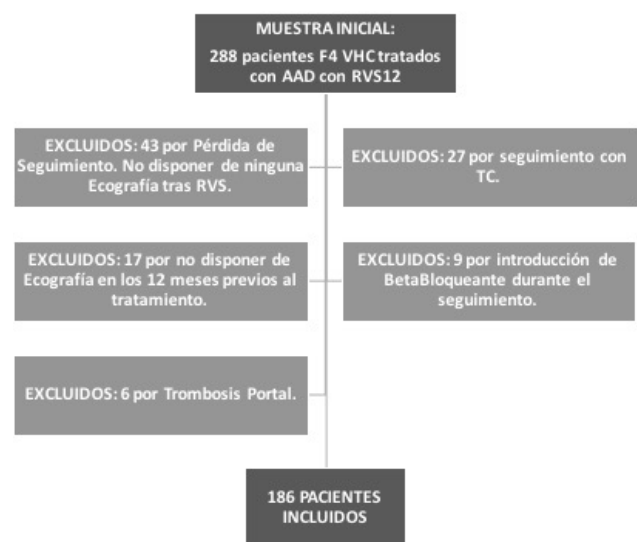 MUESTRA INICIAL:
288 pacientes F4 VHC tratados
con AAD con RVS12
EXCLUIDOS: 43 por Pérdida de
Seguimiento. No disponer de ninguna
Ecografía tras RVS.
EXCLUIDOS: 27 por seguimiento con
TC.
EXCLUIDOS: 17 por no disponer de
Ecografía en los 12 meses previos al
tratamiento.
EXCLUIDOS: 9 por introducción de
BetaBloqueante durante el
seguimiento.
EXCLUIDOS: 6 por Trombosis Portal.
186 PACIENTES
INCLUIDOS